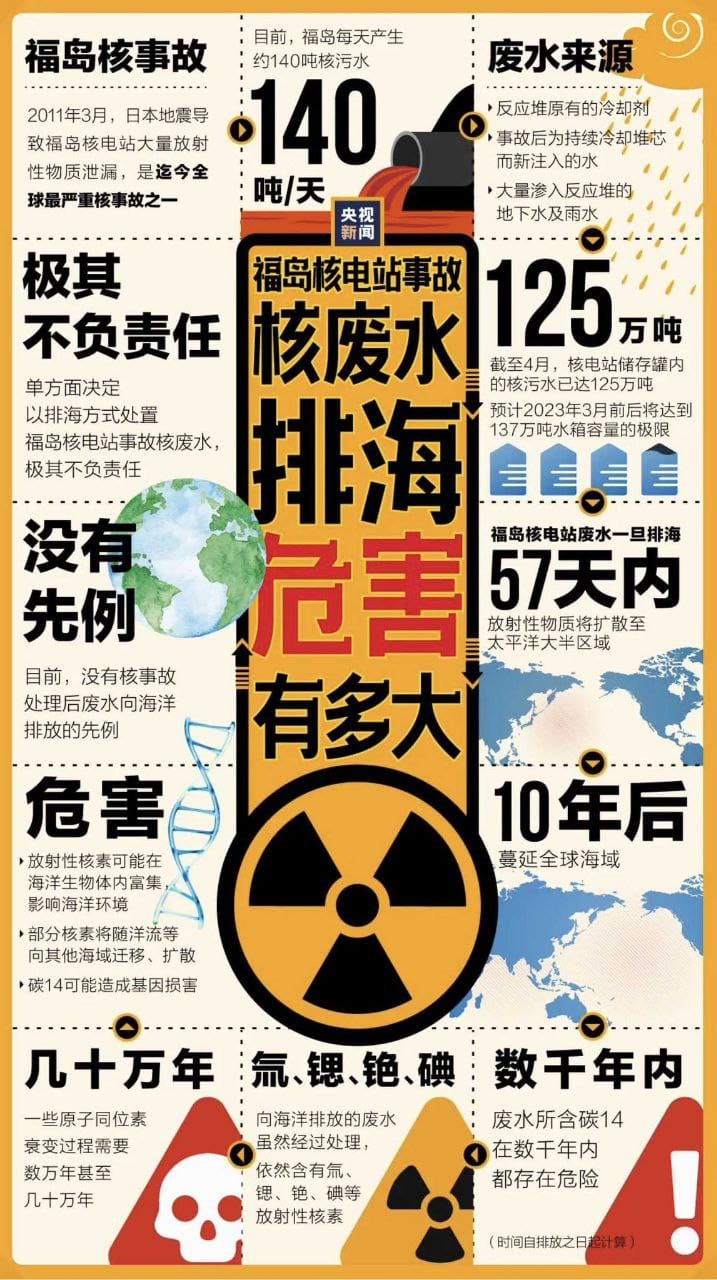 福岛核事故
2011年3月，日本地震导
致福岛核电站大量放射
性物质泄漏，是迄今全
球最严重核事故之一
目前，福岛每天产生
约140吨核污水
140
吨/天
废水来源
反应堆原有的冷却剂
事故后为持续冷却堆芯
而新注入的水
大量渗入反应堆的
地下水及雨水
央视
新闻
福岛核电站事故
核废水
排海
危害
有多大
极其
不负责任
单方面决定
以排海方式处置
福岛核电站事故核废水，
极其不负责任
125万吨
截至4月，核电站储存罐内
的核污水已达125万吨
预计2023年3月前后将达到
137万吨水箱容量的极限
没有
先例
目前，没有核事故
处理后废水向海洋
排放的先例
福岛核电站废水一旦排海
57天内
放射性物质将扩散至
太平洋大半区域
危害
放射性核素可能在
海洋生物体内富集，
影响海洋环境
部分核素将随洋流等
向其他海域迁移、扩散
碳14可能造成基因损害
10年后
蔓延全球海域
几十万年
一些原子同位素
衰变过程需要
数万年甚至
几十万年
氚、锶、铯、碘
向海洋排放的废水
虽然经过处理，
依然含有氚、
锶、铯、碘等
放射性核素
数千年内
废水所含碳14
在数千年内
都存在危险
（时间自排放之日起计算）